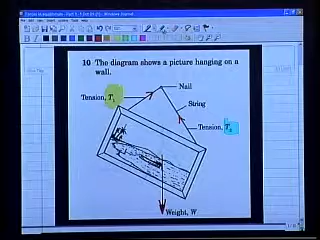 10 The diagram shows a picture hanging on a
wall.
Nail
Tension, T₁
String
Tension, T₂
Weight, W